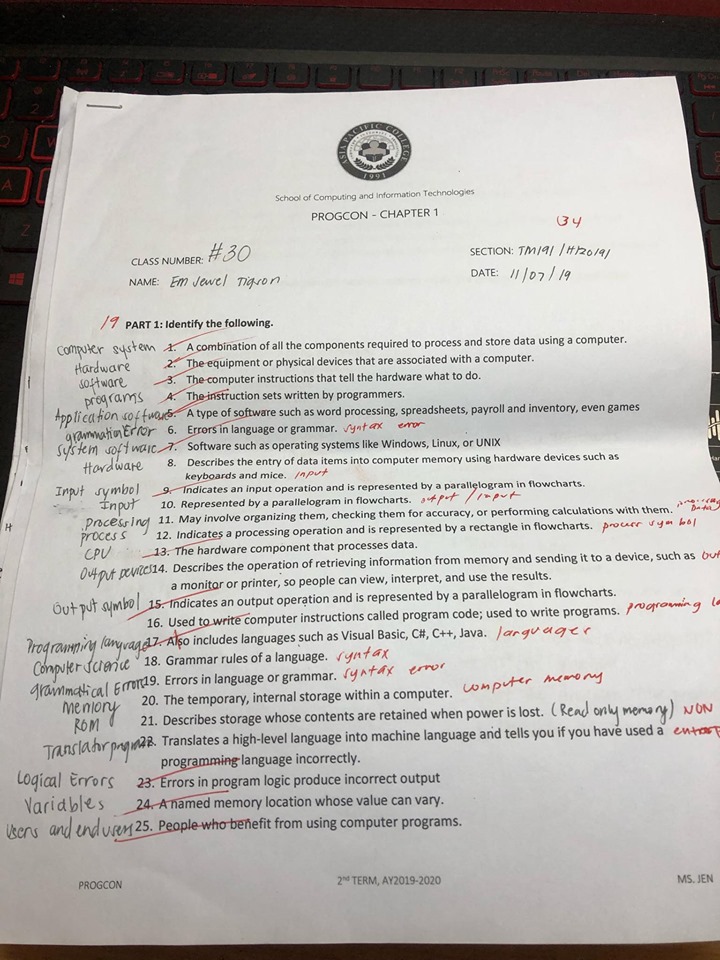 ASIA PACIFIC COLLEGE
1991
School of Computing and Information Technologies
PROGCON - CHAPTER 1
34
CLASS NUMBER: #30
SECTION: TM191 / H120191
NAME: Em Jewel Tigson
DATE: 11/07/19
19 PART 1: Identify the following.
Computer system 1. A combination of all the components required to process and store data using a computer.
Hardware 2. The equipment or physical devices that are associated with a computer.
software 3. The computer instructions that tell the hardware what to do.
programs 4. The instruction sets written by programmers.
Application software 5. A type of software such as word processing, spreadsheets, payroll and inventory, even games
6. Errors in language or grammar. syntax error
System software 7. Software such as operating systems like Windows, Linux, or UNIX
Hardware 8. Describes the entry of data items into computer memory using hardware devices such as
keyboards and mice. input
Input symbol 9. Indicates an input operation and is represented by a parallelogram in flowcharts.
Input 10. Represented by a parallelogram in flowcharts. output / input
processing 11. May involve organizing them, checking them for accuracy, or performing calculations with them.
process 12. Indicates a processing operation and is represented by a rectangle in flowcharts. process symbol
CPU 13. The hardware component that processes data.
Output Devices 14. Describes the operation of retrieving information from memory and sending it to a device, such as
a monitor or printer, so people can view, interpret, and use the results.
Output symbol 15. Indicates an output operation and is represented by a parallelogram in flowcharts.
16. Used to write computer instructions called program code; used to write programs. programming
Programming language 17. Also includes languages such as Visual Basic, C#, C++, Java. languages
Computer Science 18. Grammar rules of a language. syntax
Grammatical Error 19. Errors in language or grammar. syntax error
Memory 20. The temporary, internal storage within a computer. computer memory
ROM 21. Describes storage whose contents are retained when power is lost. (Read only memory) NON
Translator program 22. Translates a high-level language into machine language and tells you if you have used a
programming language incorrectly.
Logical Errors 23. Errors in program logic produce incorrect output
Variables 24. A named memory location whose value can vary.
Users and end users 25. People who benefit from using computer programs.
PROGCON
2ND TERM, AY2019-2020
MS. JEN